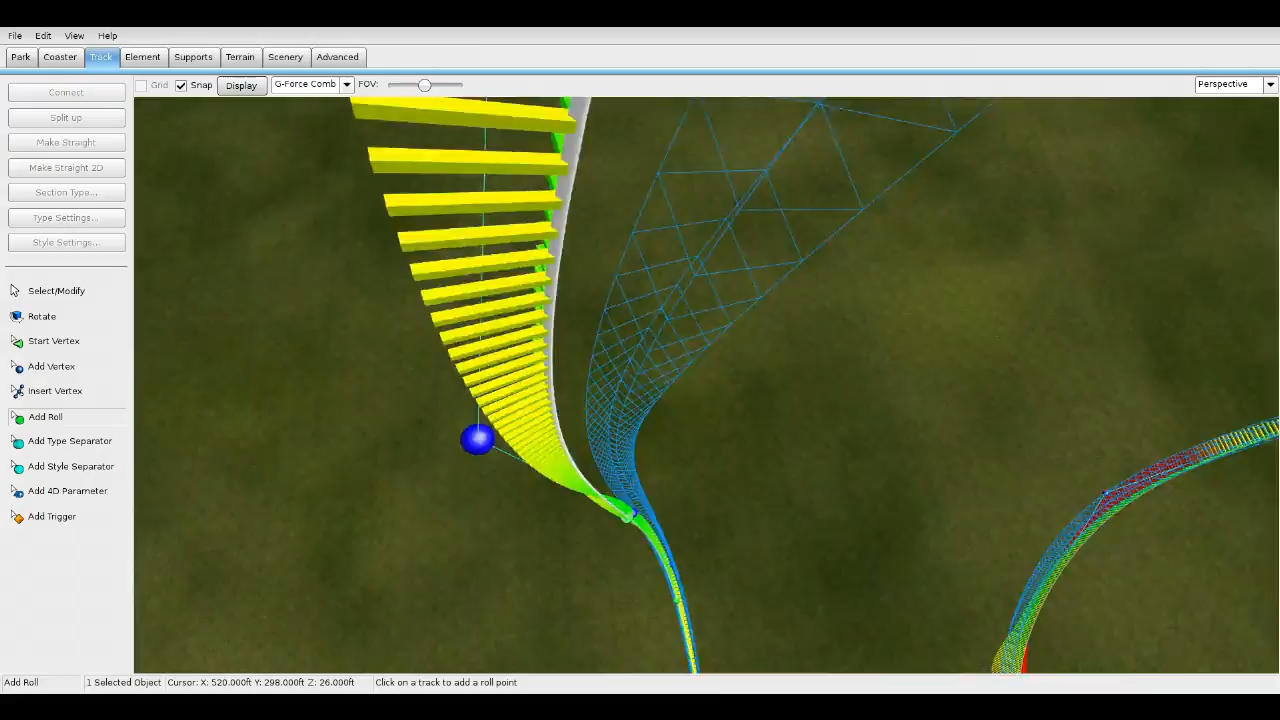 File Edit View Help
Park Coaster Track Element Supports Terrain Scenery Advanced
Grid Snap Display G-Force Comb FOV: Perspective
Connect
Split up
Make Straight
Make Straight 2D
Section Type...
Type Settings...
Style Settings...
Select/Modify
Rotate
Start Vertex
Add Vertex
Insert Vertex
Add Roll
Add Type Separator
Add Style Separator
Add 4D Parameter
Add Trigger
Add Roll 1 Selected Object Cursor: X: 520.000ft Y: 298.000ft Z: 26.000ft Click on a track to add a roll point